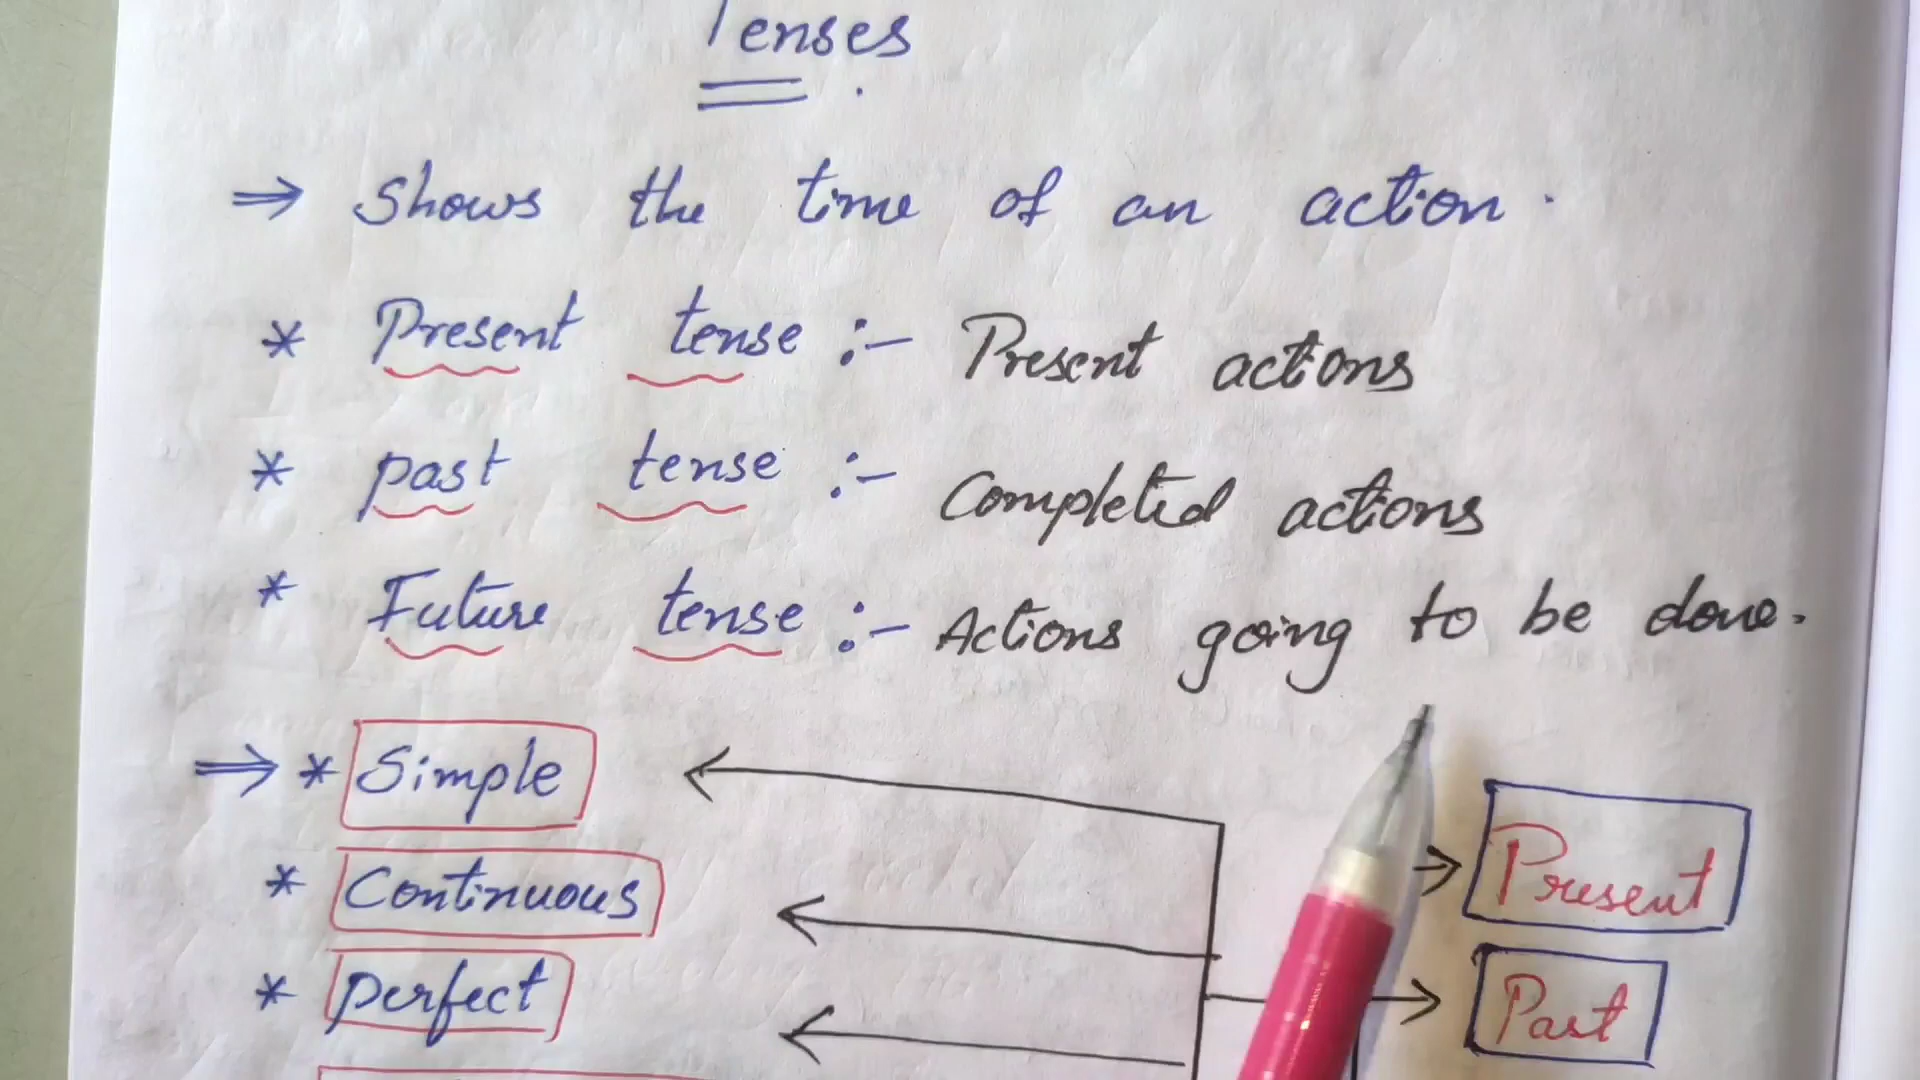 Tenses
⇒ Shows the time of an action.
* Present tense :- Present actions
* past tense :- Completed actions
* Future tense :- Actions going to be done.
⇒ * Simple
Present
* Continuous
* perfect
Past